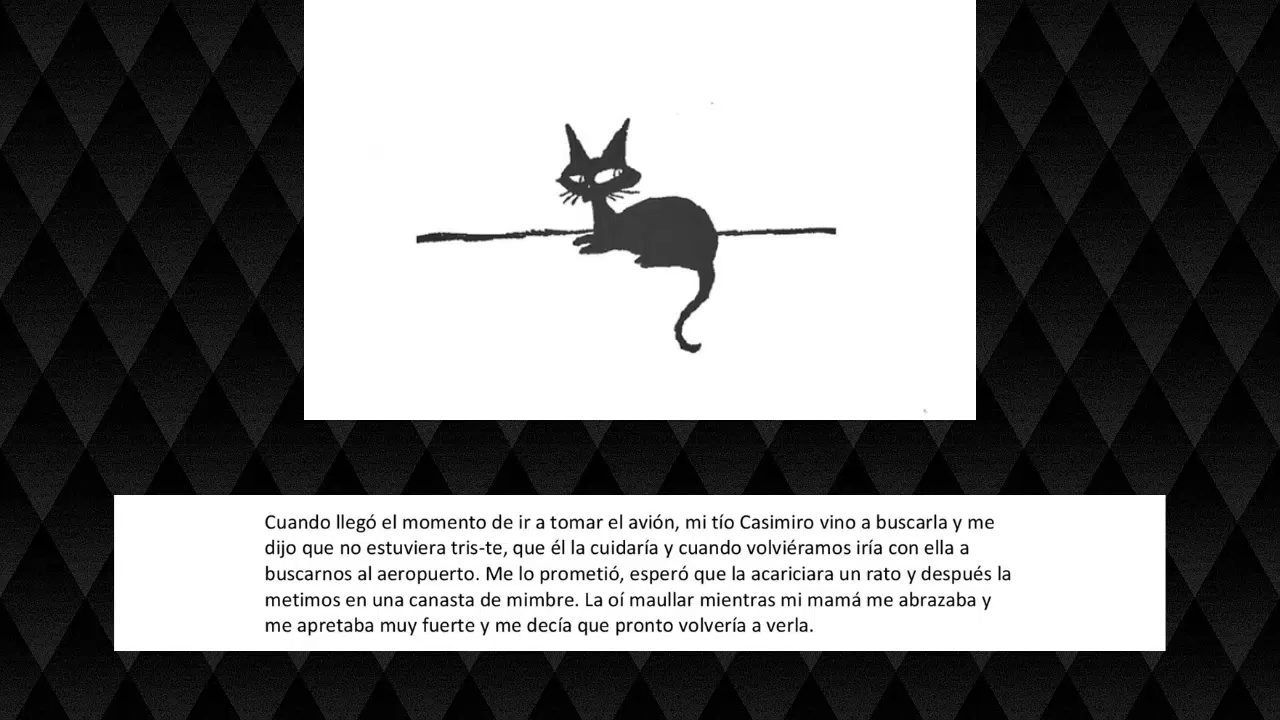 Cuando llegó el momento de ir a tomar el avión, mi tío Casimiro vino a buscarla y me
dijo que no estuviera tris-te, que él la cuidaría y cuando volviéramos iría con ella a
buscarnos al aeropuerto. Me lo prometió, esperó que la acariciara un rato y después la
metimos en una canasta de mimbre. La oí maullar mientras mi mamá me abrazaba y
me apretaba muy fuerte y me decía que pronto volvería a verla.